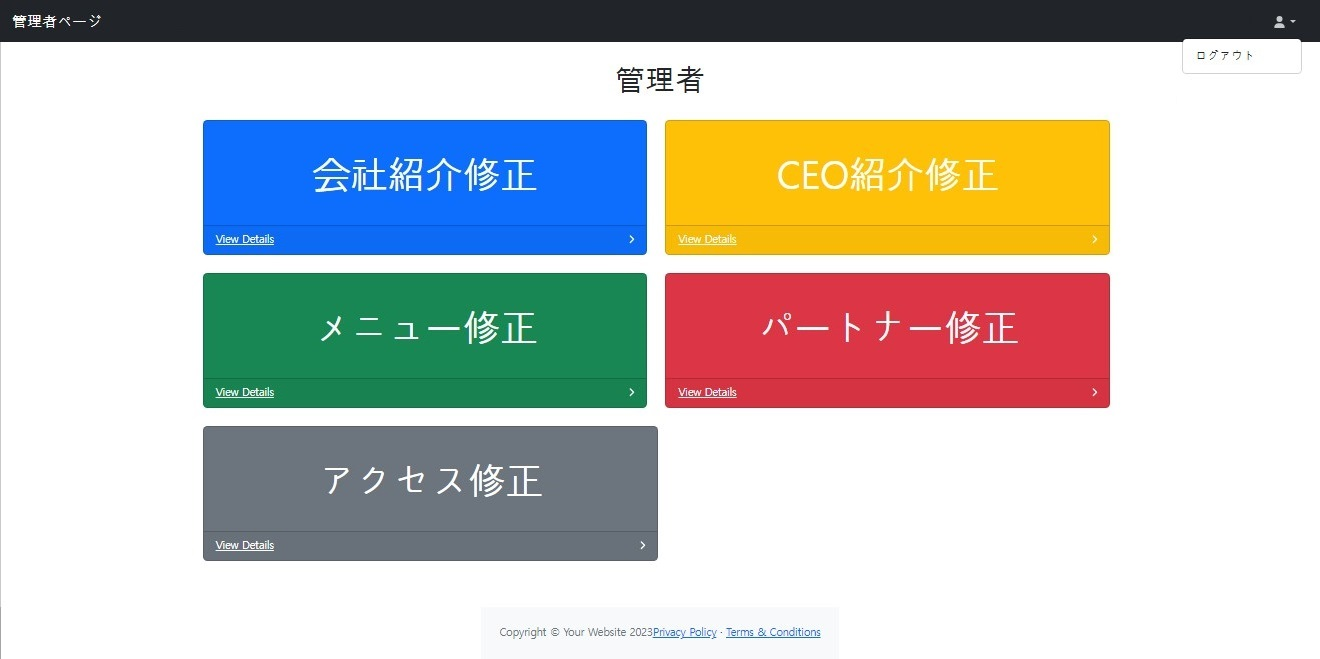 管理者ページ
ログアウト
管理者
会社紹介修正
View Details
CEO紹介修正
View Details
メニュー修正
View Details
パートナー修正
View Details
アクセス修正
View Details
Copyright © Your Website 2023Privacy Policy · Terms & Conditions